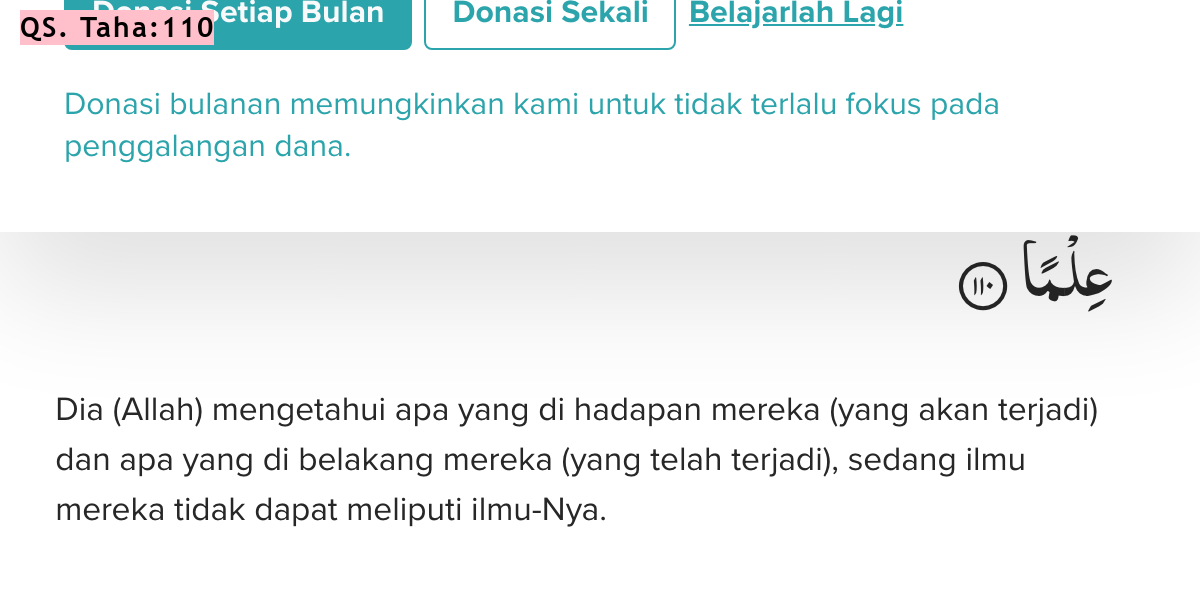 Donasi Setiap Bulan Donasi Sekali Belajarlah Lagi
QS. Taha:110
Donasi bulanan memungkinkan kami untuk tidak terlalu fokus pada
penggalangan dana.
عِلْمًا ١١٠
Dia (Allah) mengetahui apa yang di hadapan mereka (yang akan terjadi)
dan apa yang di belakang mereka (yang telah terjadi), sedang ilmu
mereka tidak dapat meliputi ilmu-Nya.